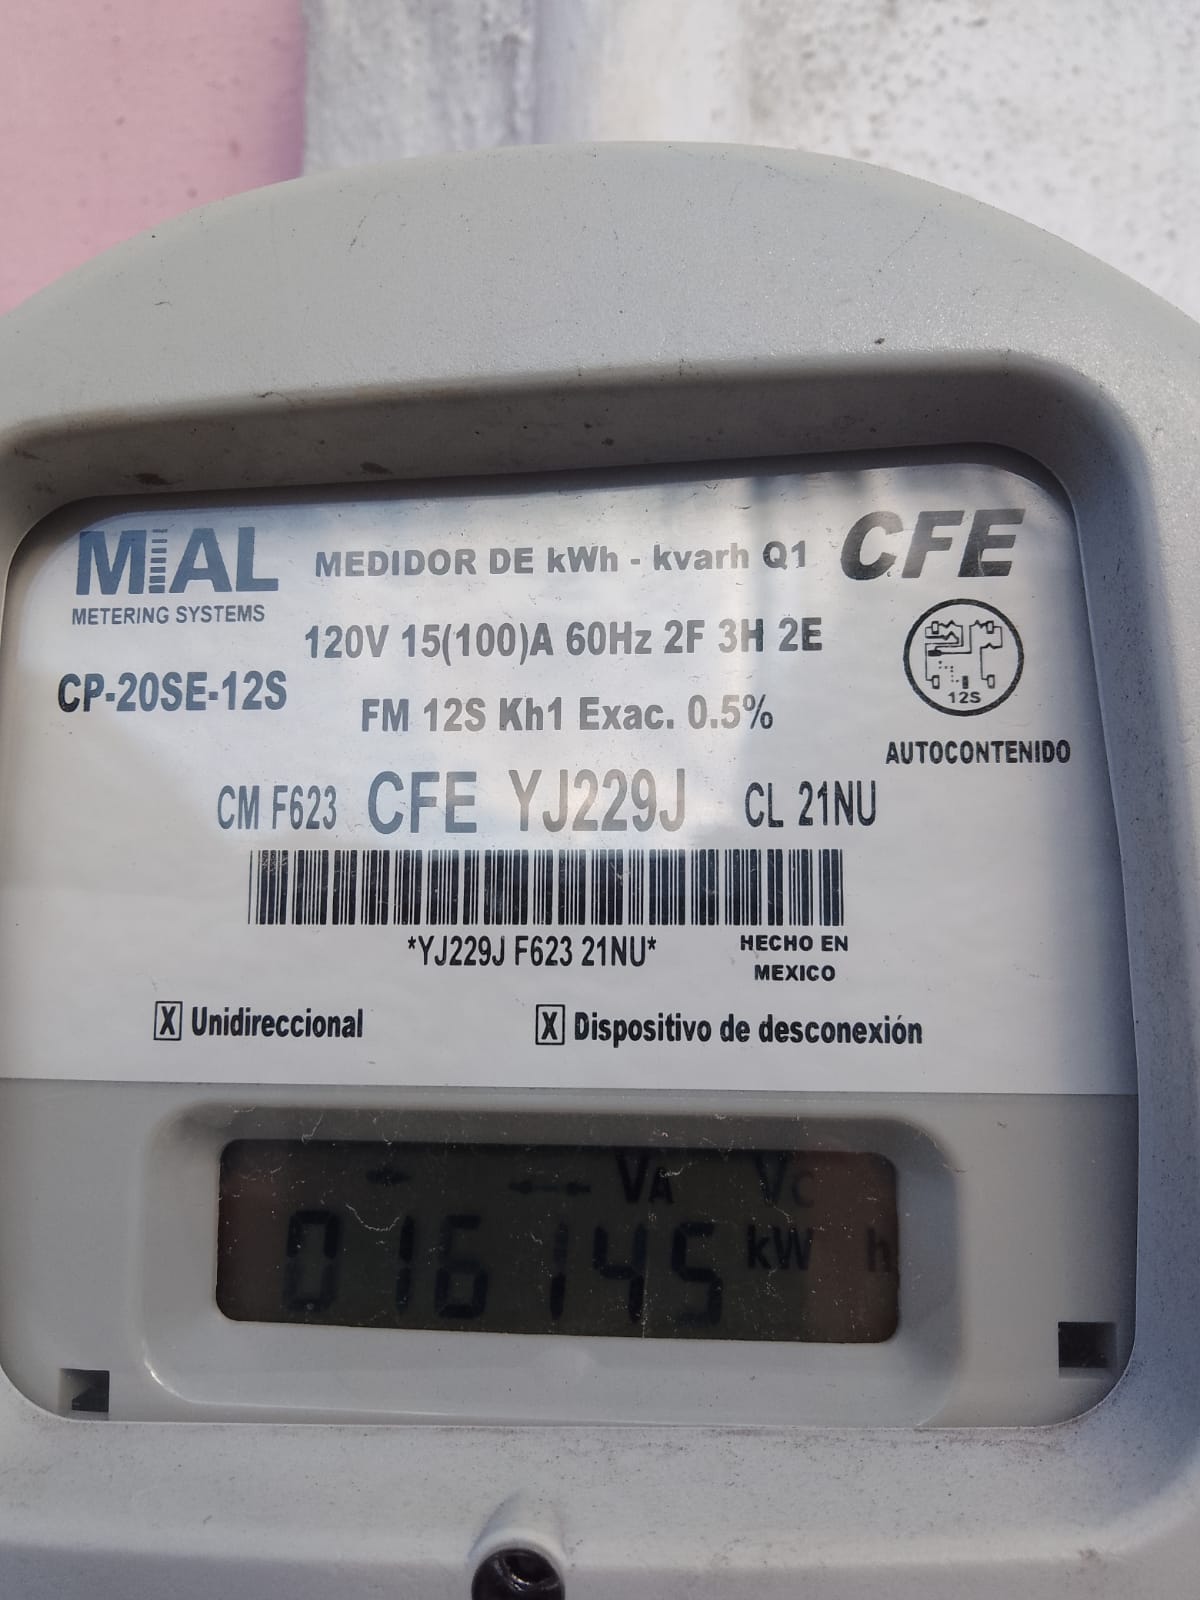 MIAL
METERING SYSTEMS
MEDIDOR DE kWh - kvarh Q1
CFE
120V 15(100)A 60Hz 2F 3H 2E
CP-20SE-12S
FM 12S Kh1 Exac. 0.5%
12S
AUTOCONTENIDO
CM F623 CFE YJ229J CL 21NU
*YJ229J F623 21NU*
HECHO EN
MEXICO
X Unidireccional
X Dispositivo de desconexión
VA VC
016145 kW h